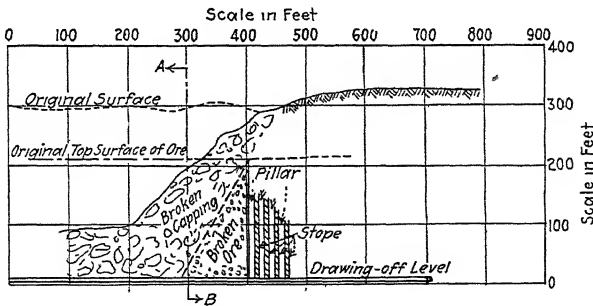 Scale in Feet
0 100 200 300 400 500 600 700 800 900
400
A
Original Surface
300
Original Top Surface of Ore
200
Pillar
Broken Capping
Broken Ore
100
Stope
Drawing-off Level
0
B
Scale in Feet